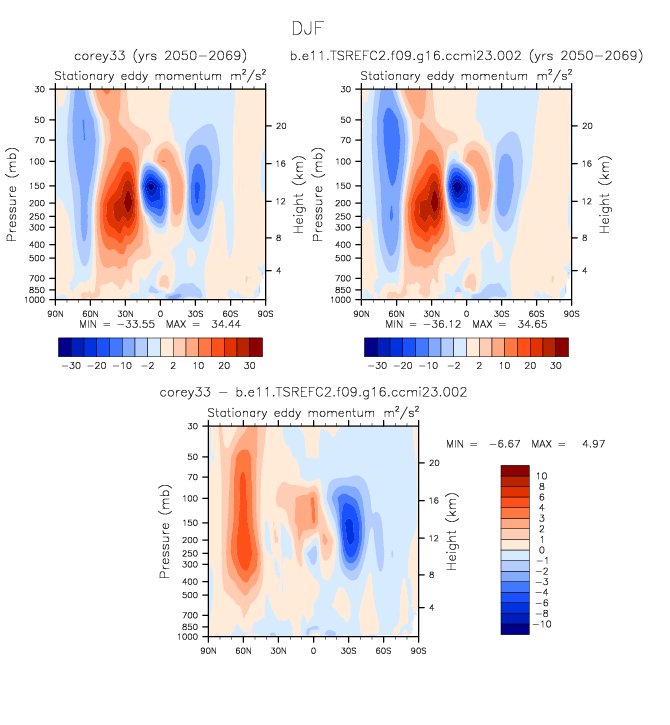 DJF
corey33 (yrs 2050-2069) b.e11.TSREFC2.f09.g16.ccmi23.002 (yrs 2050-2069)
Stationary eddy momentum m²/s² Stationary eddy momentum m²/s²
Pressure (mb) Height (km) Pressure (mb) Height (km)
30 50 70 100 150 200 250 300 400 500 700 850 1000
20 16 12 8 4
30 50 70 100 150 200 250 300 400 500 700 850 1000
20 16 12 8 4
90N 60N 30N 0 30S 60S 90S 90N 60N 30N 0 30S 60S 90S
MIN = -33.55 MAX = 34.44 MIN = -36.12 MAX = 34.65
-30 -20 -10 -2 2 10 20 30 -30 -20 -10 -2 2 10 20 30
corey33 - b.e11.TSREFC2.f09.g16.ccmi23.002
Stationary eddy momentum m²/s²
MIN = -6.67 MAX = 4.97
Pressure (mb) Height (km)
30 50 70 100 150 200 250 300 400 500 700 850 1000
20 16 12 8 4
10 8 6 4 3 2 1 0 -1 -2 -3 -4 -6 -8 -10
90N 60N 30N 0 30S 60S 90S